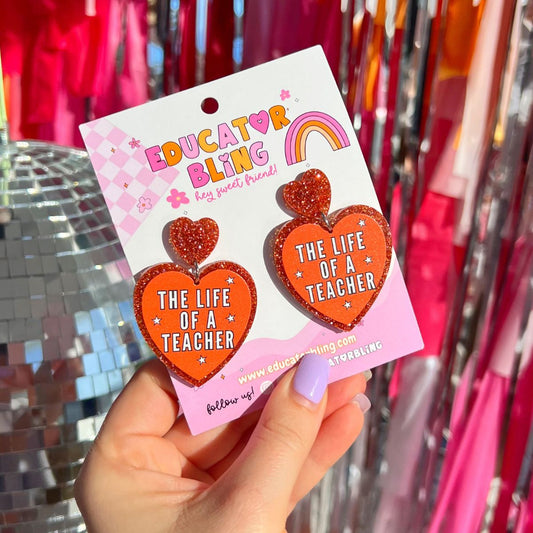 EDUCATOR
BLING
hey sweet friend!
THE LIFE
OF A
TEACHER
THE LIFE
OF A
TEACHER
www.educatorbling.com
follow us!